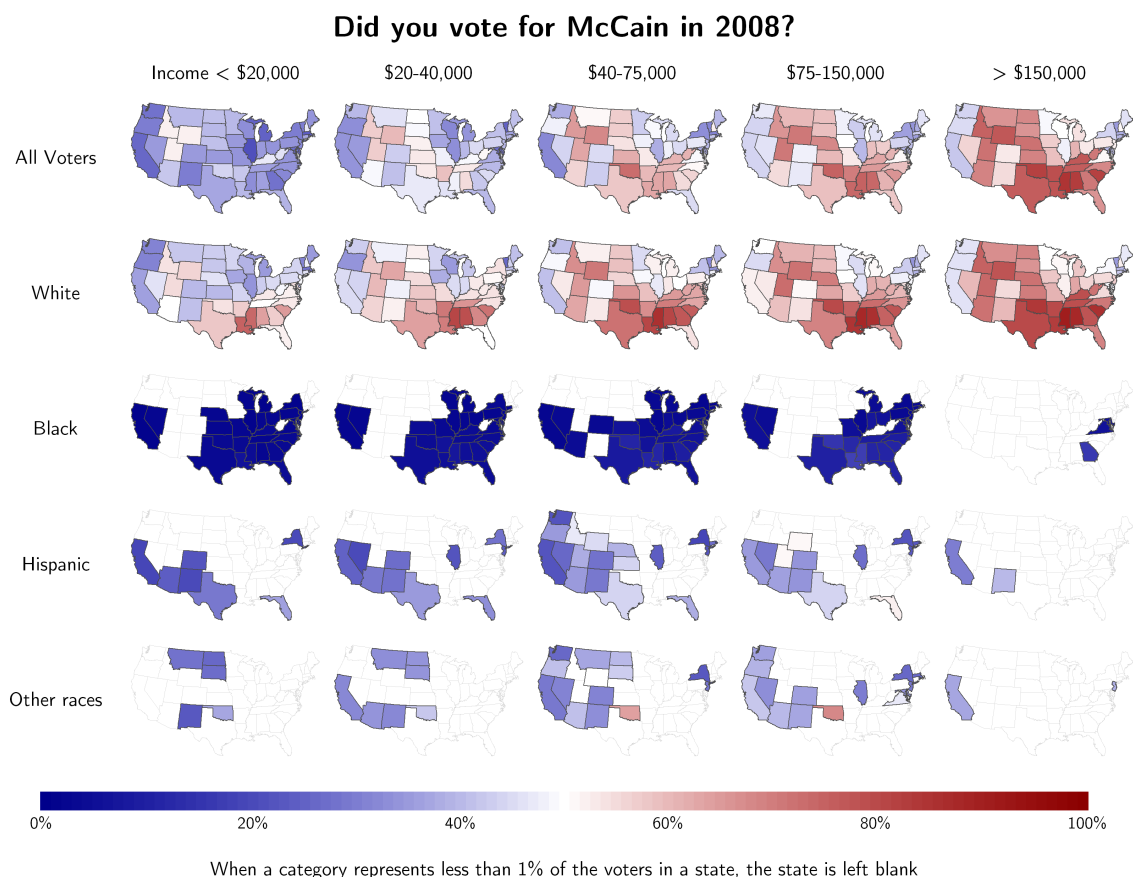 Did you vote for McCain in 2008?
Income < $20,000
$20-40,000
$40-75,000
$75-150,000
> $150,000
All Voters
White
Black
Hispanic
Other races
0%
20%
40%
60%
80%
100%
When a category represents less than 1% of the voters in a state, the state is left blank